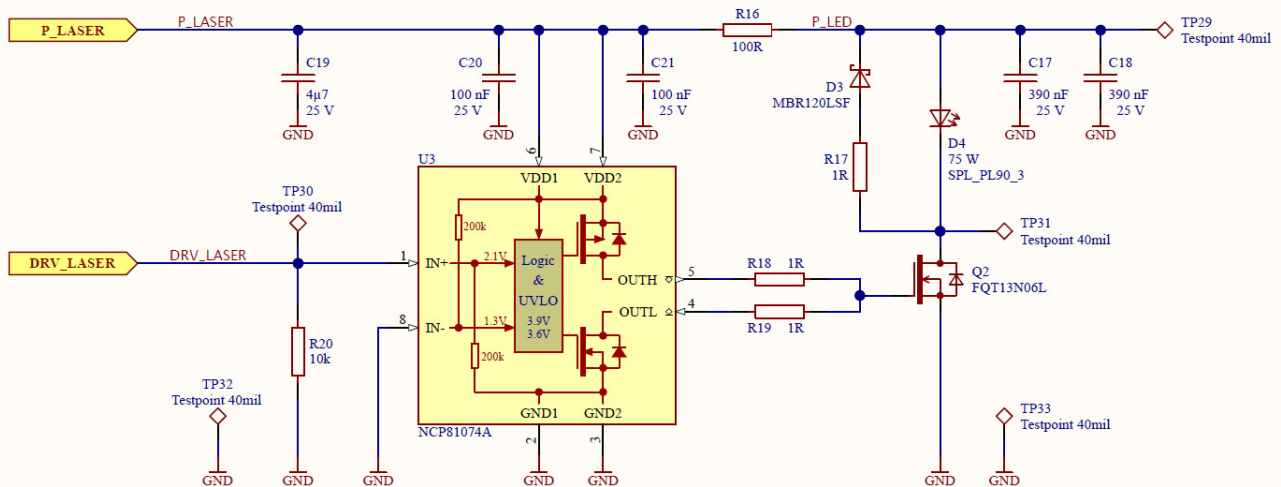 P_LASER
P_LASER
R16
100R
P_LED
TP29
Testpoint 40mil
C19
4µ7
25 V
GND
C20
100 nF
25 V
GND
C21
100 nF
25 V
GND
D3
MBR120LSF
C17
390 nF
25 V
GND
C18
390 nF
25 V
GND
D4
75 W
SPL_PL90_3
R17
1R
U3
6
7
VDD1
VDD2
200k
TP30
Testpoint 40mil
TP31
Testpoint 40mil
DRV_LASER
DRV_LASER
1
IN+
2.1V
Logic
&
UVLO
3.9V
3.6V
OUTH
5
R18
1R
Q2
FQT13N06L
8
IN-
1.3V
OUTL
4
R19
1R
200k
R20
10k
TP32
Testpoint 40mil
GND1
GND2
NCP81074A
2
3
TP33
Testpoint 40mil
GND
GND
GND
GND
GND
GND
GND